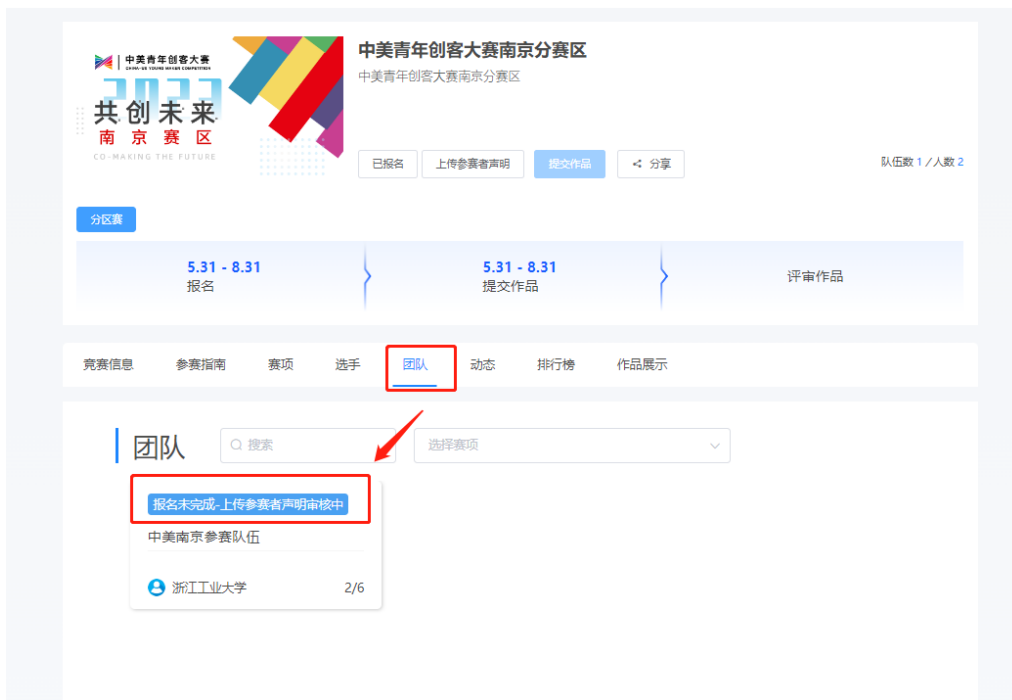 中美青年创客大赛
CHINA-US YOUNG MAKER COMPETITION
2023
共创未来
南京赛区
CO-MAKING THE FUTURE
中美青年创客大赛南京分赛区
中美青年创客大赛南京分赛区
已报名 上传参赛者声明 提交作品 分享 队伍数 1 / 人数 2
分区赛
5.31 - 8.31 5.31 - 8.31
报名 提交作品 评审作品
竞赛信息 参赛指南 赛项 选手 团队 动态 排行榜 作品展示
团队 搜索 选择赛项
报名未完成-上传参赛者声明审核中
中美南京参赛队伍
浙江工业大学 2/6